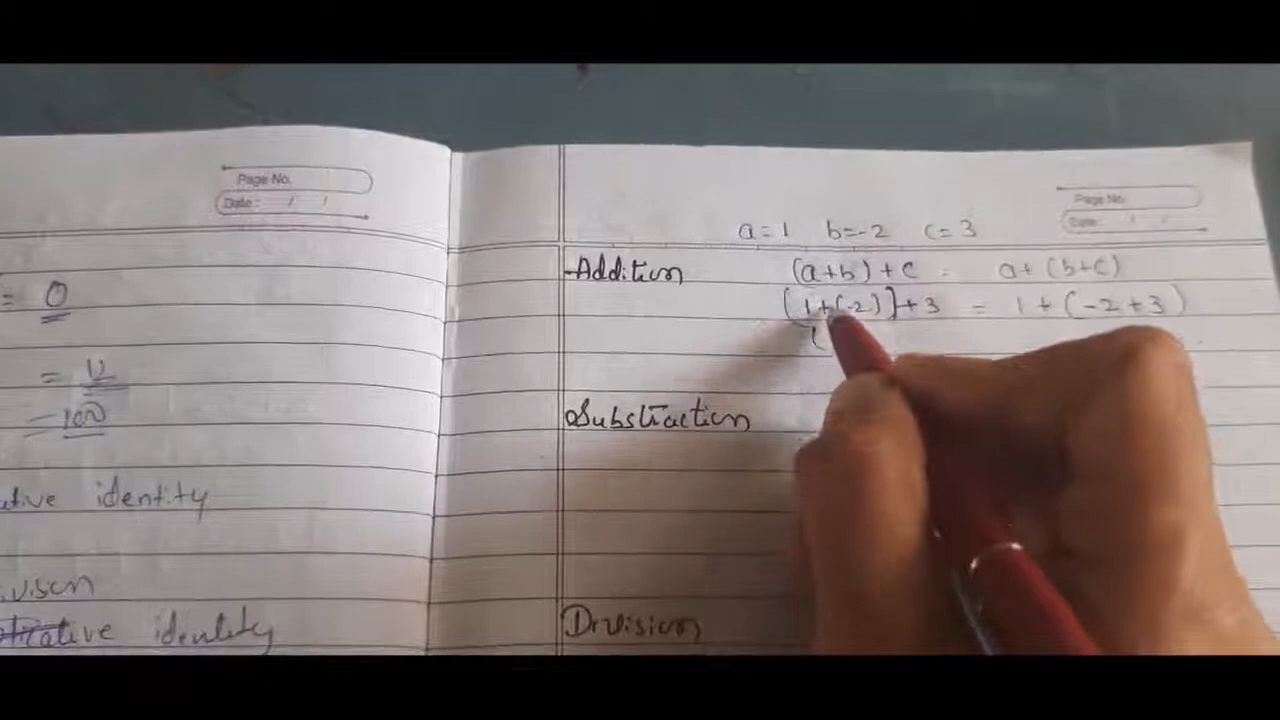 Page No.
Date: / /
= 0
= 12
= 100
tive identity
vision
ative identity
Page No.
Date: / /
a=1 b=-2 c=3
Addition (a+b)+c = a+(b+c)
[1+(-2)]+3 = 1+(-2+3)
(
Substraction
Division